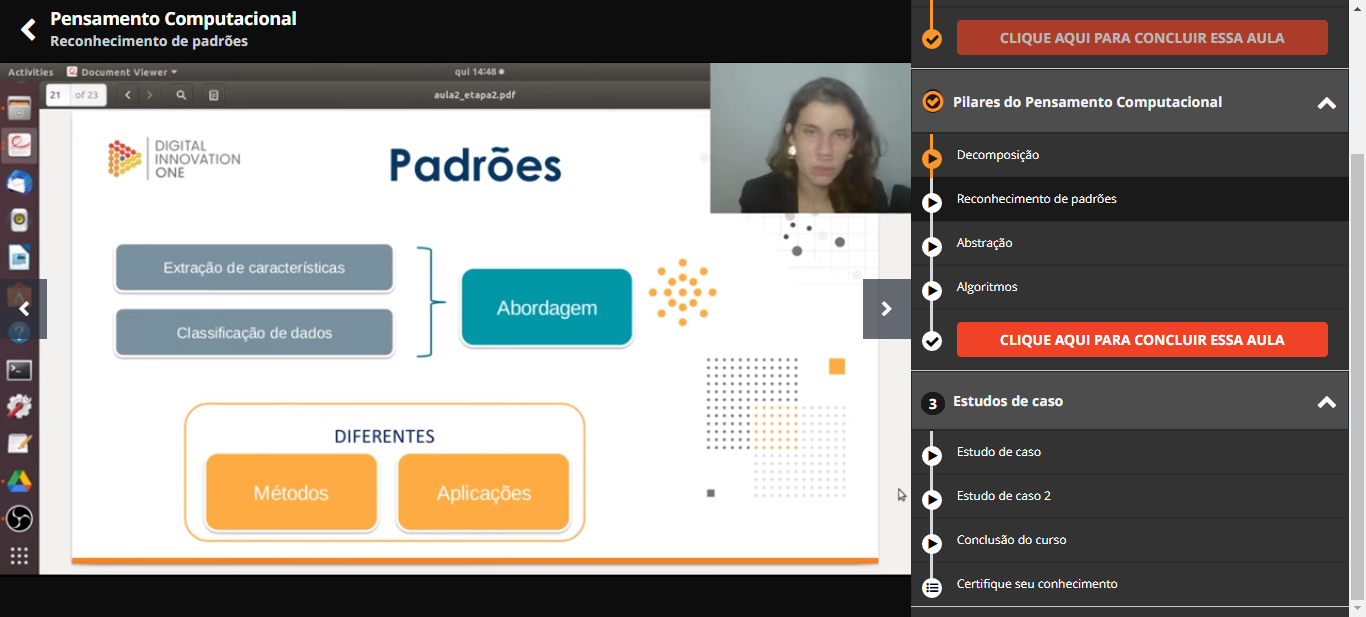 Pensamento Computacional
Reconhecimento de padrões
Activities
Document Viewer
qui 14:48
21
of 23
aula2_etapa2.pdf
DIGITAL
INNOVATION
ONE
Padrões
Extração de características
Classificação de dados
Abordagem
DIFERENTES
Métodos
Aplicações
CLIQUE AQUI PARA CONCLUIR ESSA AULA
Pilares do Pensamento Computacional
Decomposição
Reconhecimento de padrões
Abstração
Algoritmos
CLIQUE AQUI PARA CONCLUIR ESSA AULA
3
Estudos de caso
Estudo de caso
Estudo de caso 2
Conclusão do curso
Certifique seu conhecimento